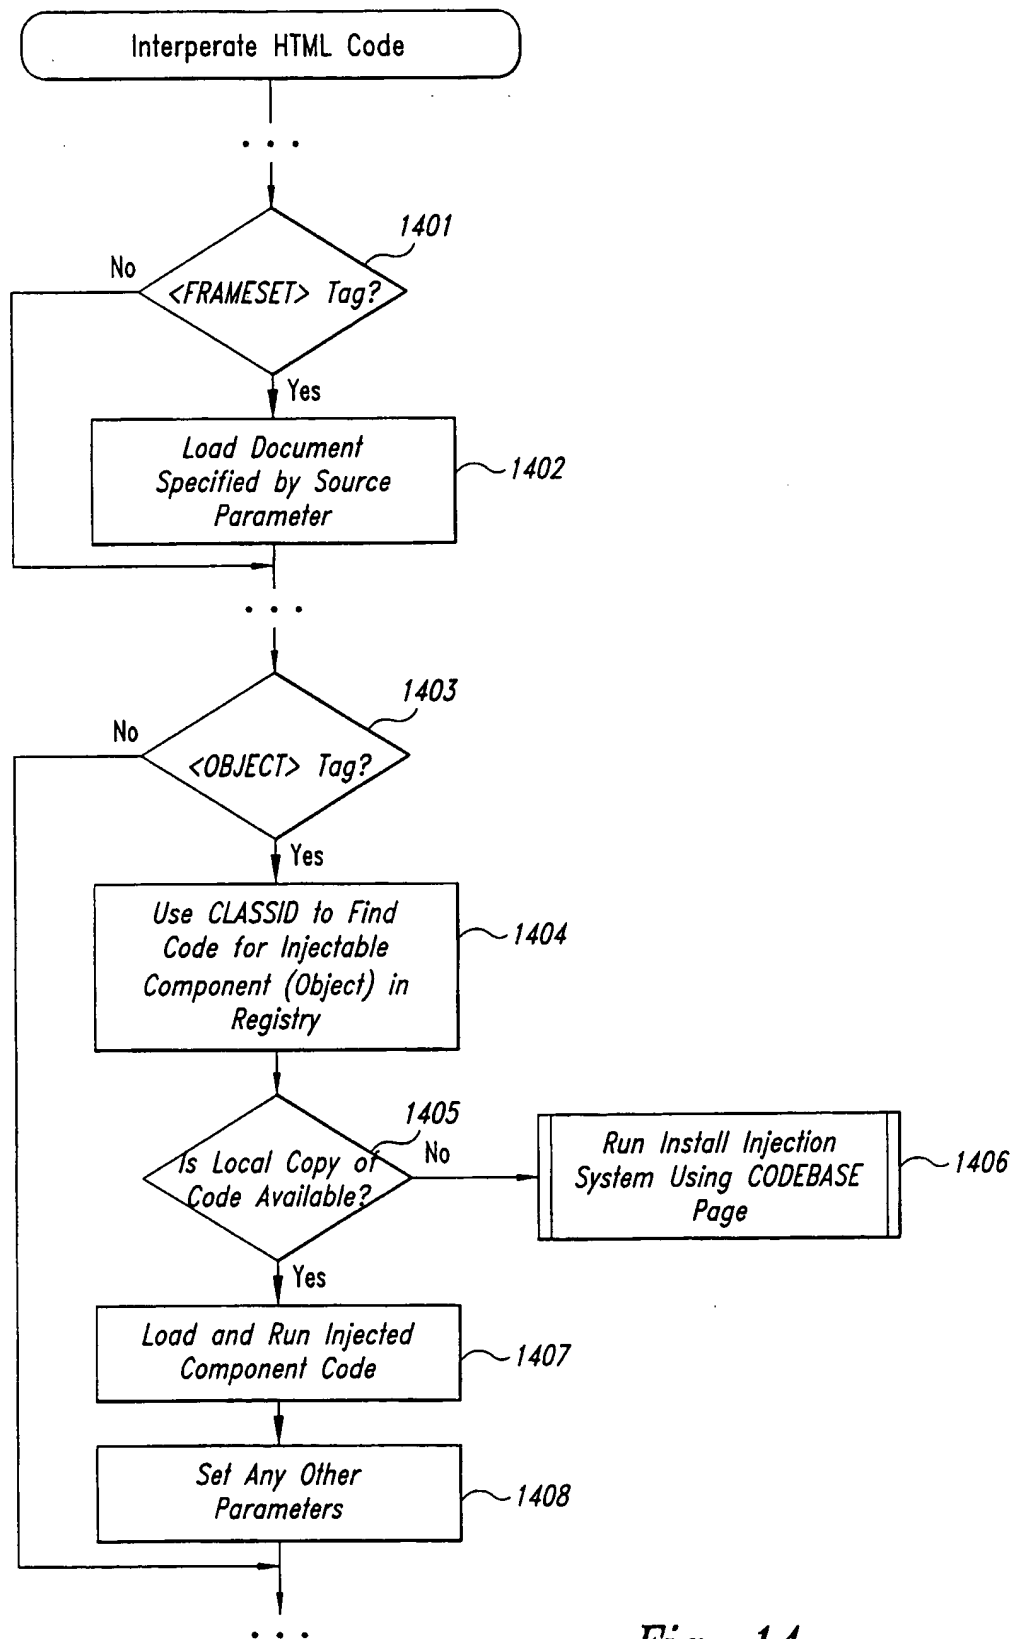 Interperate HTML Code
. . .
1401
No
<FRAMESET> Tag?
Yes
Load Document
Specified by Source
Parameter
1402
. . .
1403
No
<OBJECT> Tag?
Yes
Use CLASSID to Find
Code for Injectable
Component (Object) in
Registry
1404
1405
Is Local Copy of
Code Available?
No
Run Install Injection
System Using CODEBASE
Page
1406
Yes
Load and Run Injected
Component Code
1407
Set Any Other
Parameters
1408
. . .
Fig. 14